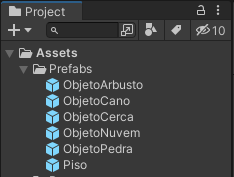 Project
10
Assets
Prefabs
ObjetoArbusto
ObjetoCano
ObjetoCerca
ObjetoNuvem
ObjetoPedra
Piso